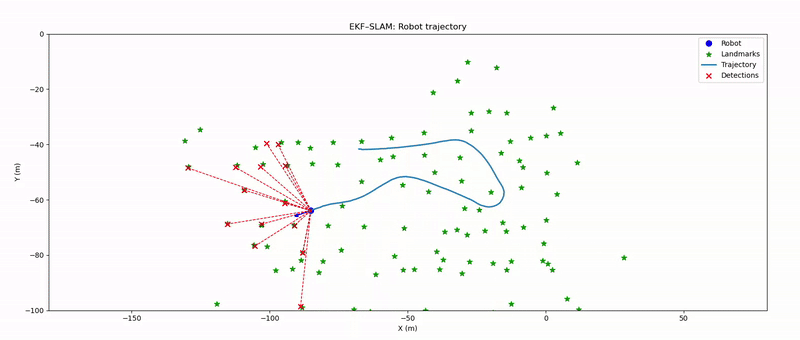 EKF–SLAM: Robot trajectory
0
−20
−40
−60
−80
−100
Y (m)
Robot
Landmarks
Trajectory
Detections
−150
−100
−50
0
50
X (m)